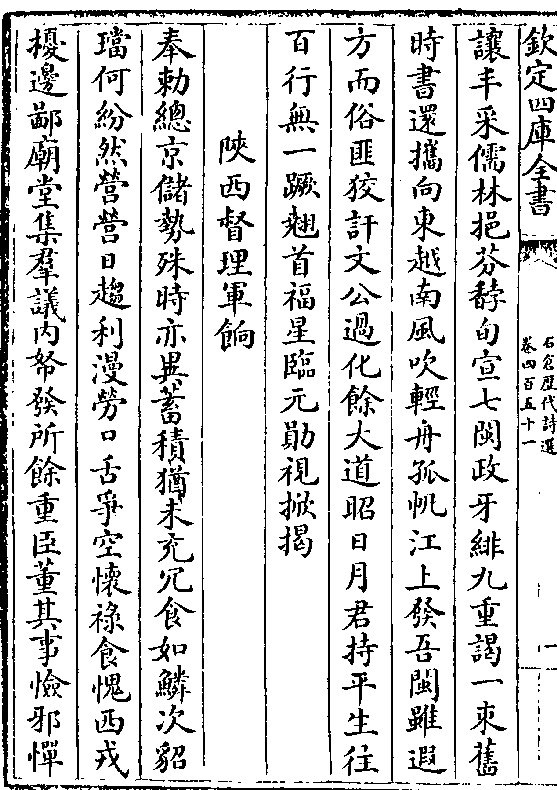 欽定四庫全書
石倉歷代詩選
卷四百五十一
一
讓丰采儒林挹芬馞旬宣七閩政牙緋九重謁一束舊
時書還攜向東越南風吹輕舟孤帆江上發吾閩雖遐
方而俗匪狡訐文公過化餘大道昭日月君持平生往
百行無一蹶翹首福星臨元勛視掀揭
陝西督理軍餉
奉勅總京儲勢殊時亦異蓄積猶未充冗食如鱗次貂
璫何紛然營營日趨利漫勞口舌爭空懷祿食愧西戎
擾邊鄙廟堂集羣議内帑發所餘重臣董其事憸邪憚